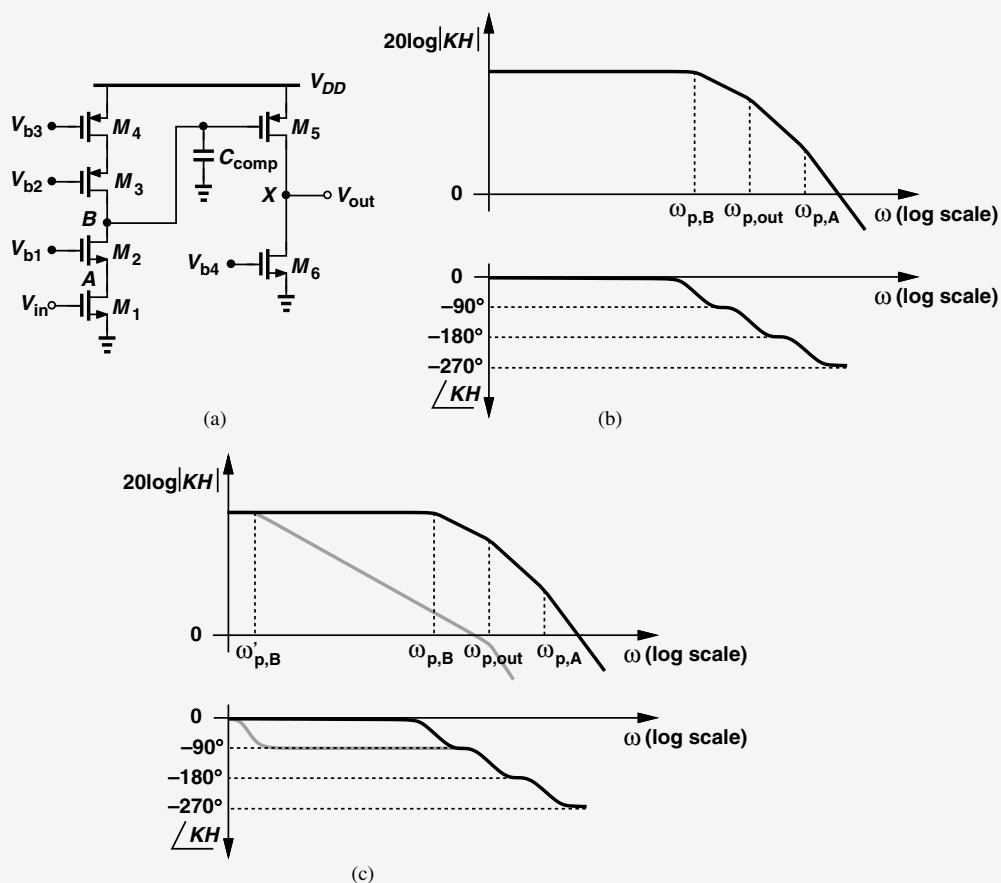 V_DD
V_b3
M_4
M_5
C_comp
V_b2
M_3
X
V_out
B
V_b1
M_2
V_b4
M_6
A
V_in
M_1
(a)
20log|KH|
0
ω_p,B
ω_p,out
ω_p,A
ω (log scale)
0
ω (log scale)
−90°
−180°
−270°
∠KH
(b)
20log|KH|
0
ω'_p,B
ω_p,B
ω_p,out
ω_p,A
ω (log scale)
0
ω (log scale)
−90°
−180°
−270°
∠KH
(c)